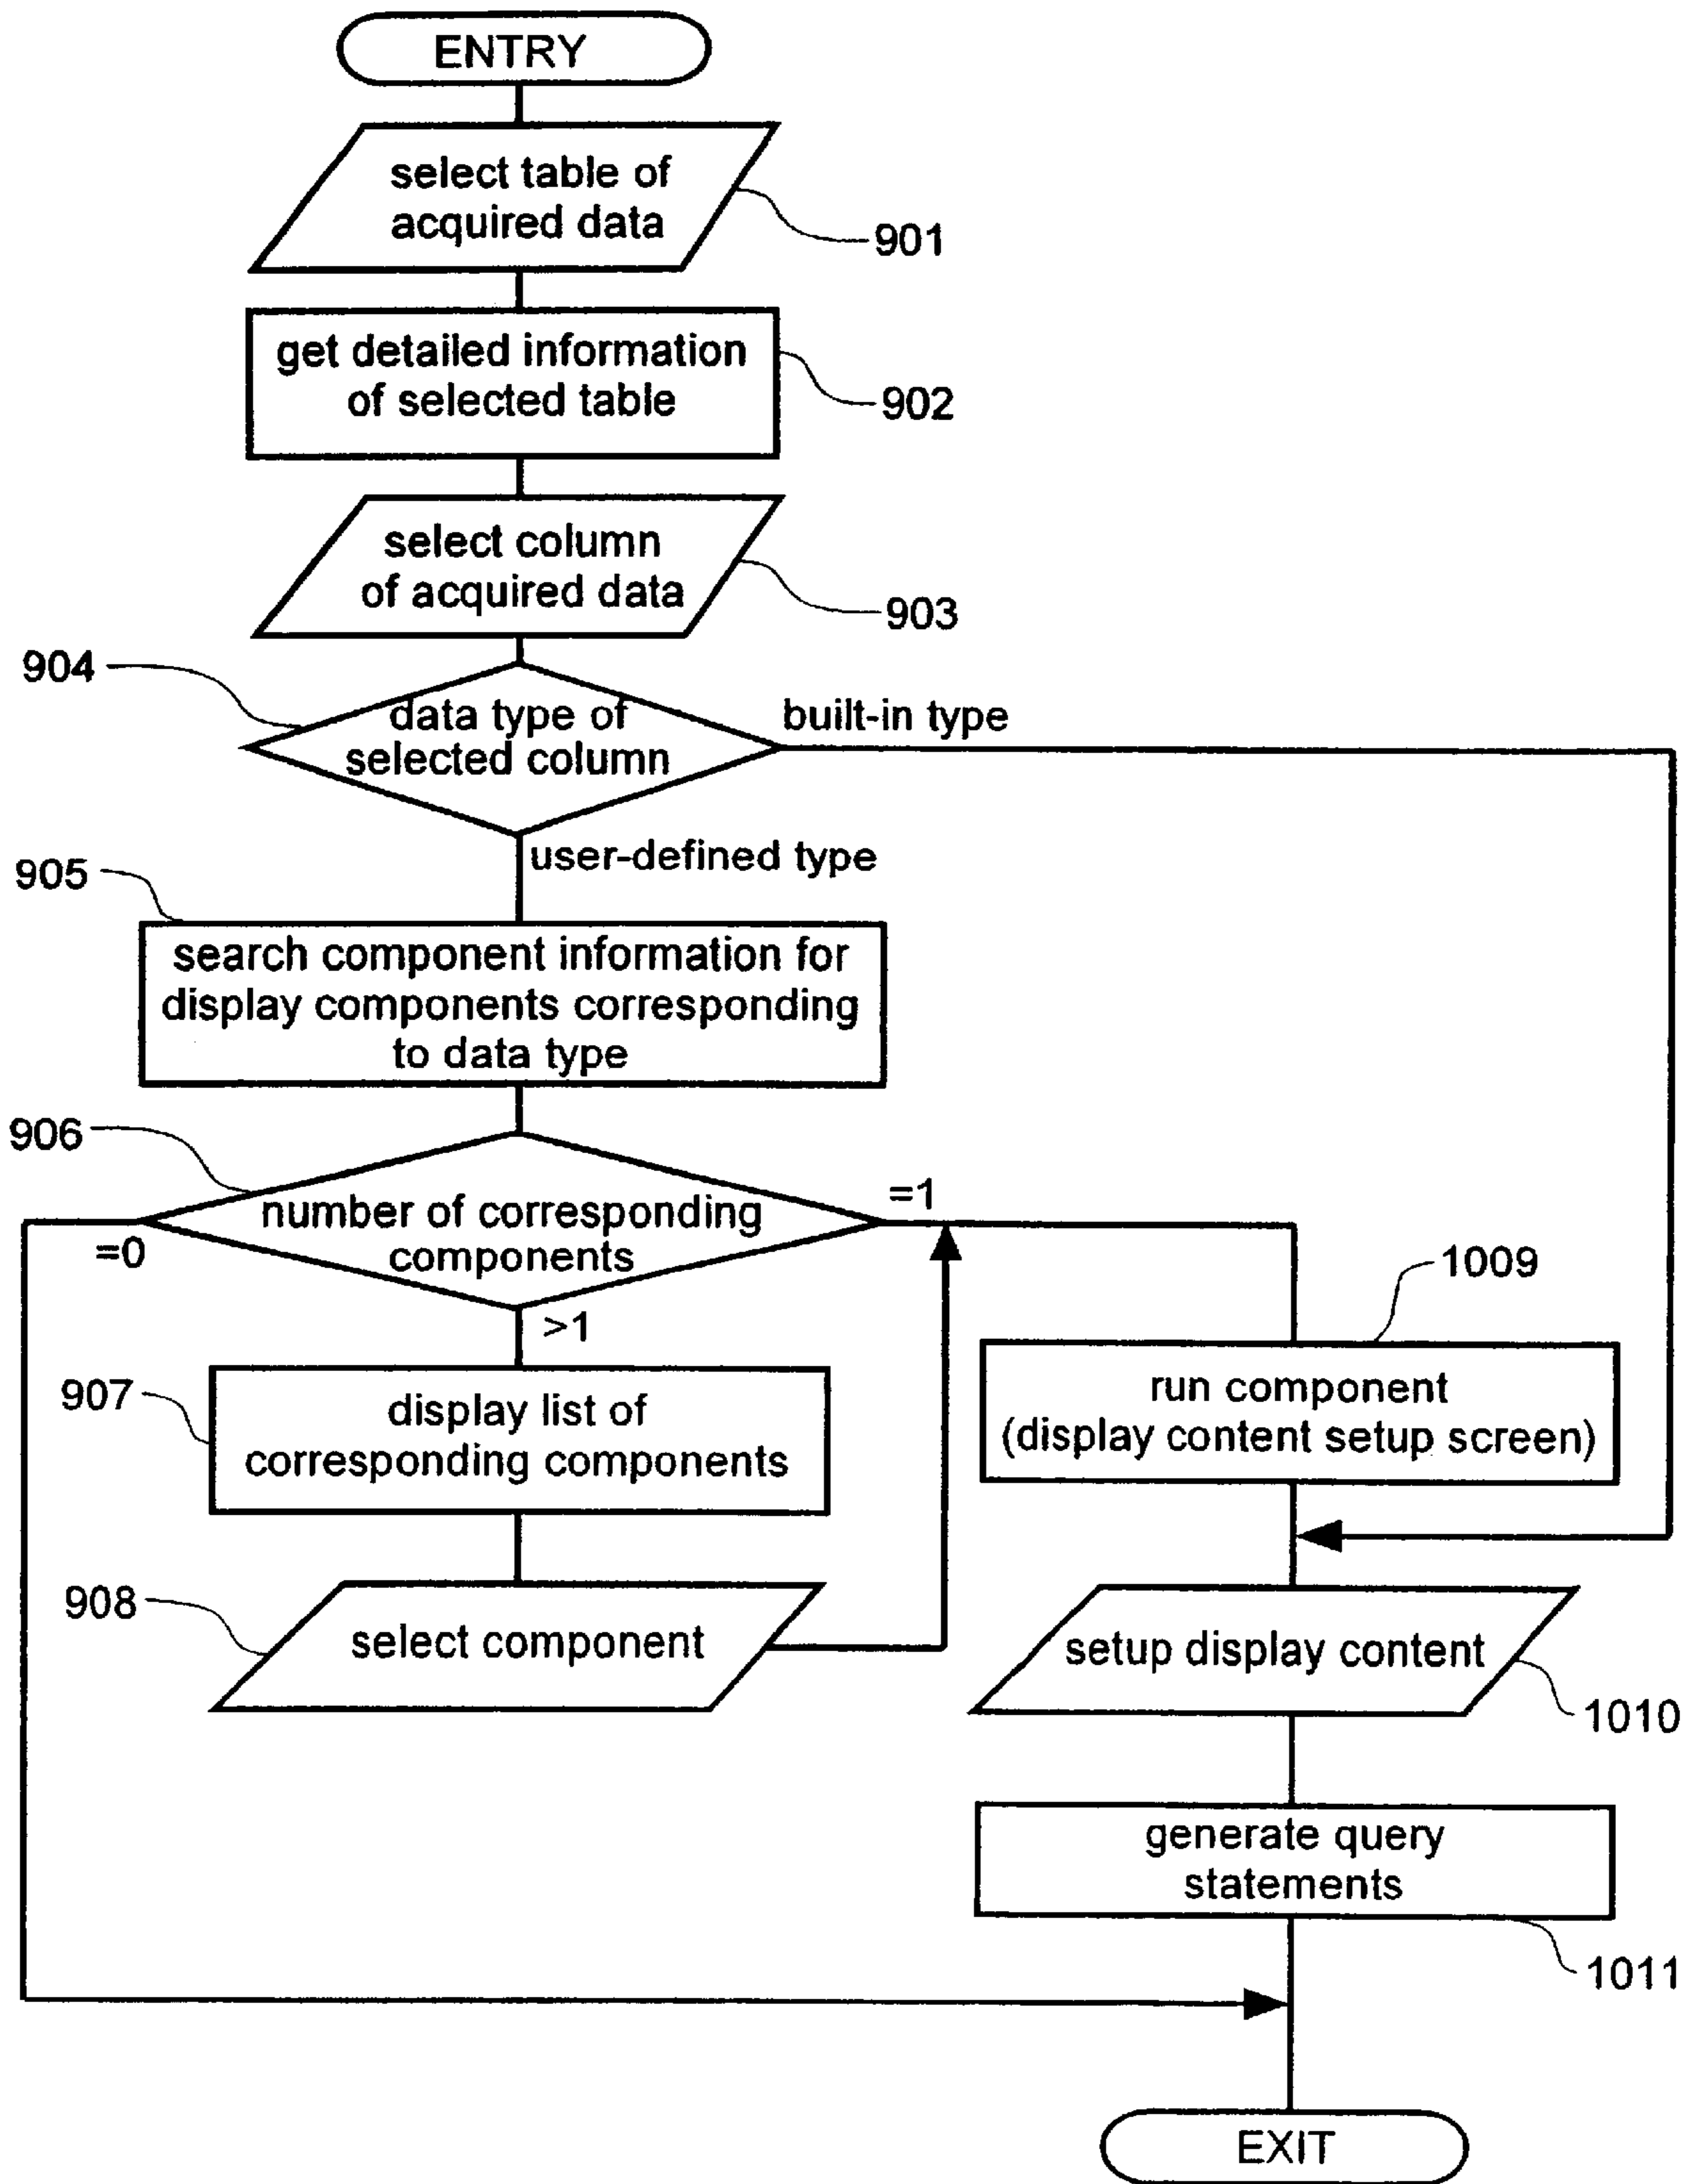 ENTRY
select table of
acquired data
901
get detailed information
of selected table
902
select column
of acquired data
903
904
data type of
selected column
built-in type
user-defined type
905
search component information for
display components corresponding
to data type
906
number of corresponding
components
=0
=1
>1
907
display list of
corresponding components
908
select component
1009
run component
(display content setup screen)
setup display content
1010
generate query
statements
1011
EXIT